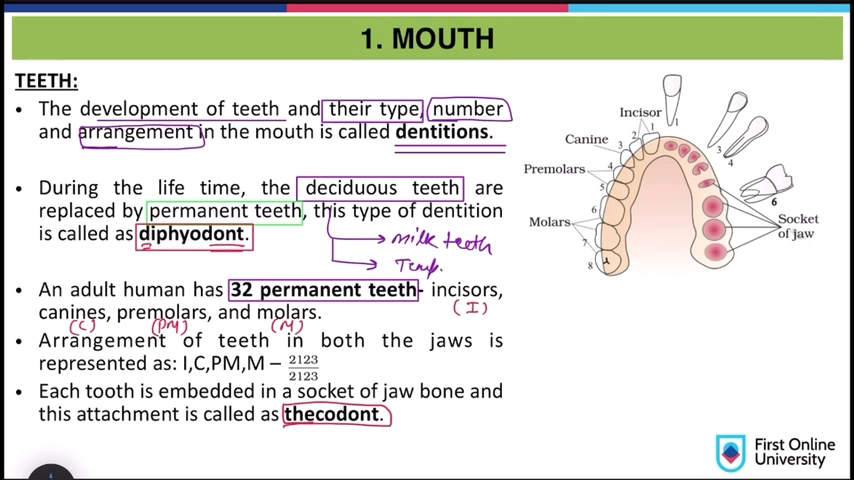 1. MOUTH
TEETH:
• The development of teeth and their type, number
and arrangement in the mouth is called dentitions.
• During the life time, the deciduous teeth are
replaced by permanent teeth, this type of dentition
is called as diphyodont.
milk teeth
Temp.
• An adult human has 32 permanent teeth- incisors,
canines, premolars, and molars.
(I)
(C) (PM) (M)
• Arrangement of teeth in both the jaws is
represented as: I,C,PM,M – 2123
2123
• Each tooth is embedded in a socket of jaw bone and
this attachment is called as thecodont.
Incisor
Canine
Premolars
Molars
1
2
3
4
5
6
7
8
1
3
4
6
Socket
of jaw
First Online
University